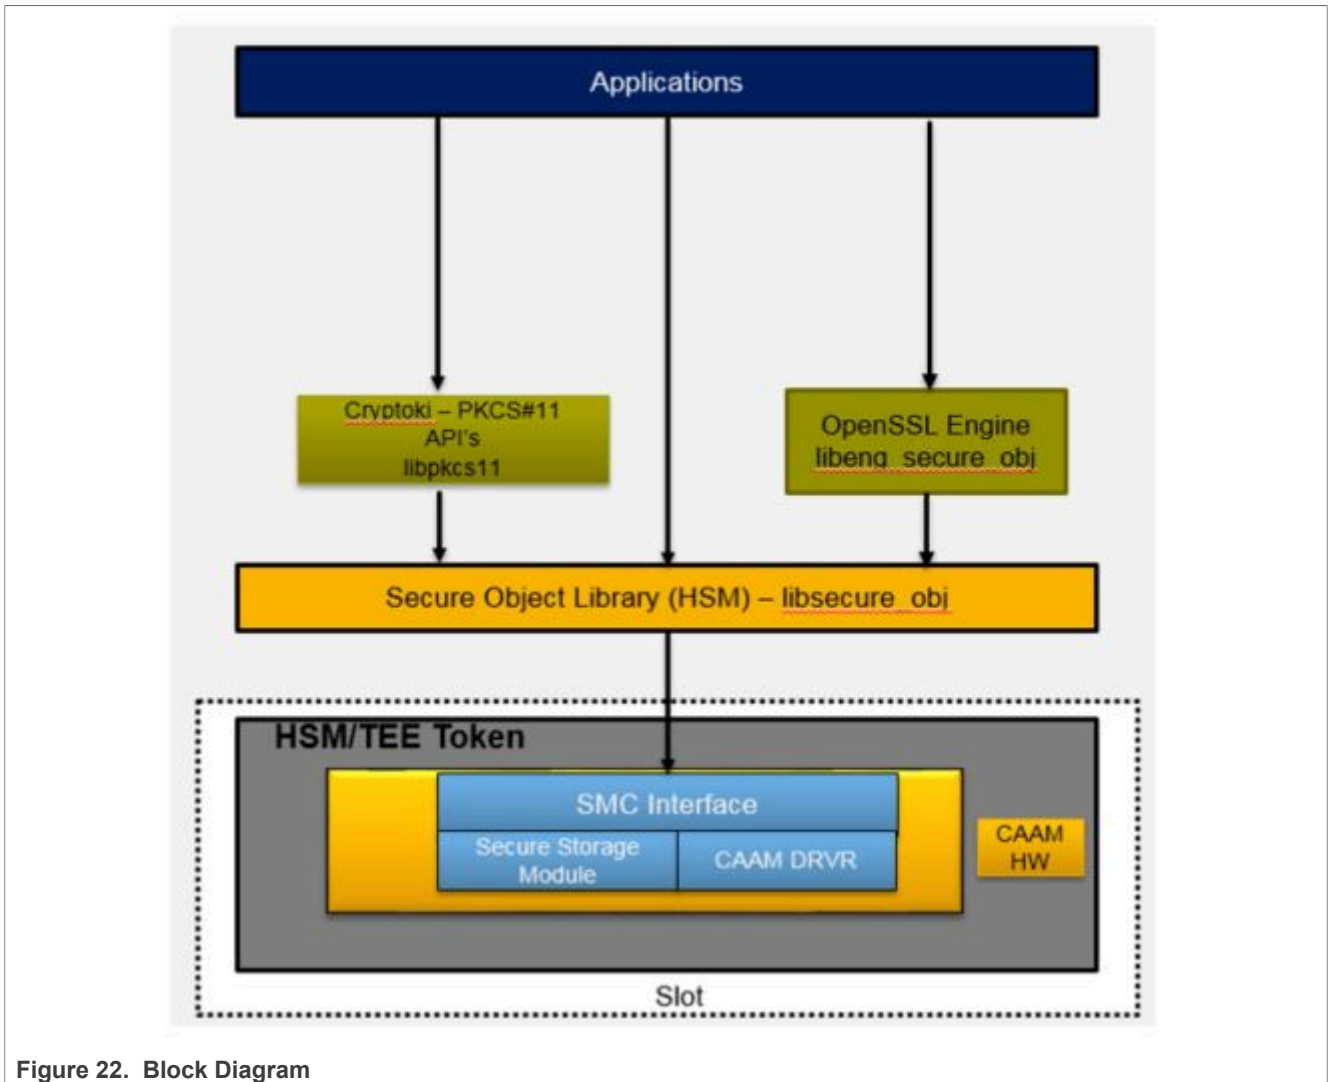 Applications
Cryptoki – PKCS#11
API's
libpkcs11
OpenSSL Engine
libeng_secure_obj
Secure Object Library (HSM) – libsecure_obj
HSM/TEE Token
SMC Interface
Secure Storage
Module
CAAM DRVR
CAAM
HW
Slot
Figure 22. Block Diagram